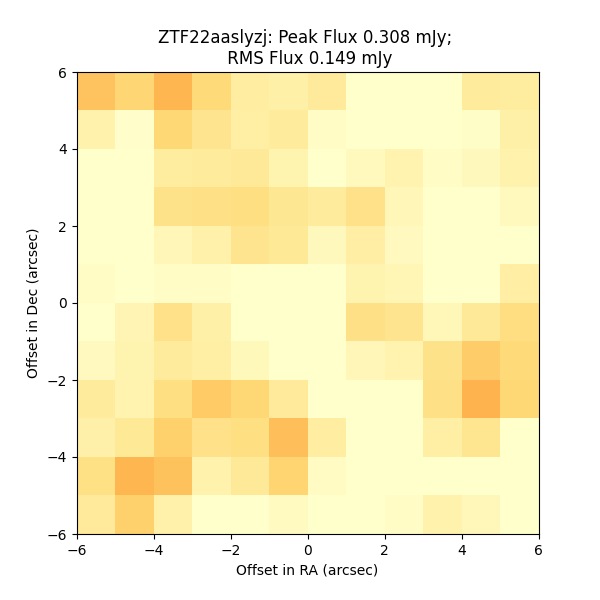 ZTF22aaslyzj: Peak Flux 0.308 mJy;
RMS Flux 0.149 mJy
6
4
2
0
−2
−4
−6
Offset in Dec (arcsec)
−6 −4 −2 0 2 4 6
Offset in RA (arcsec)